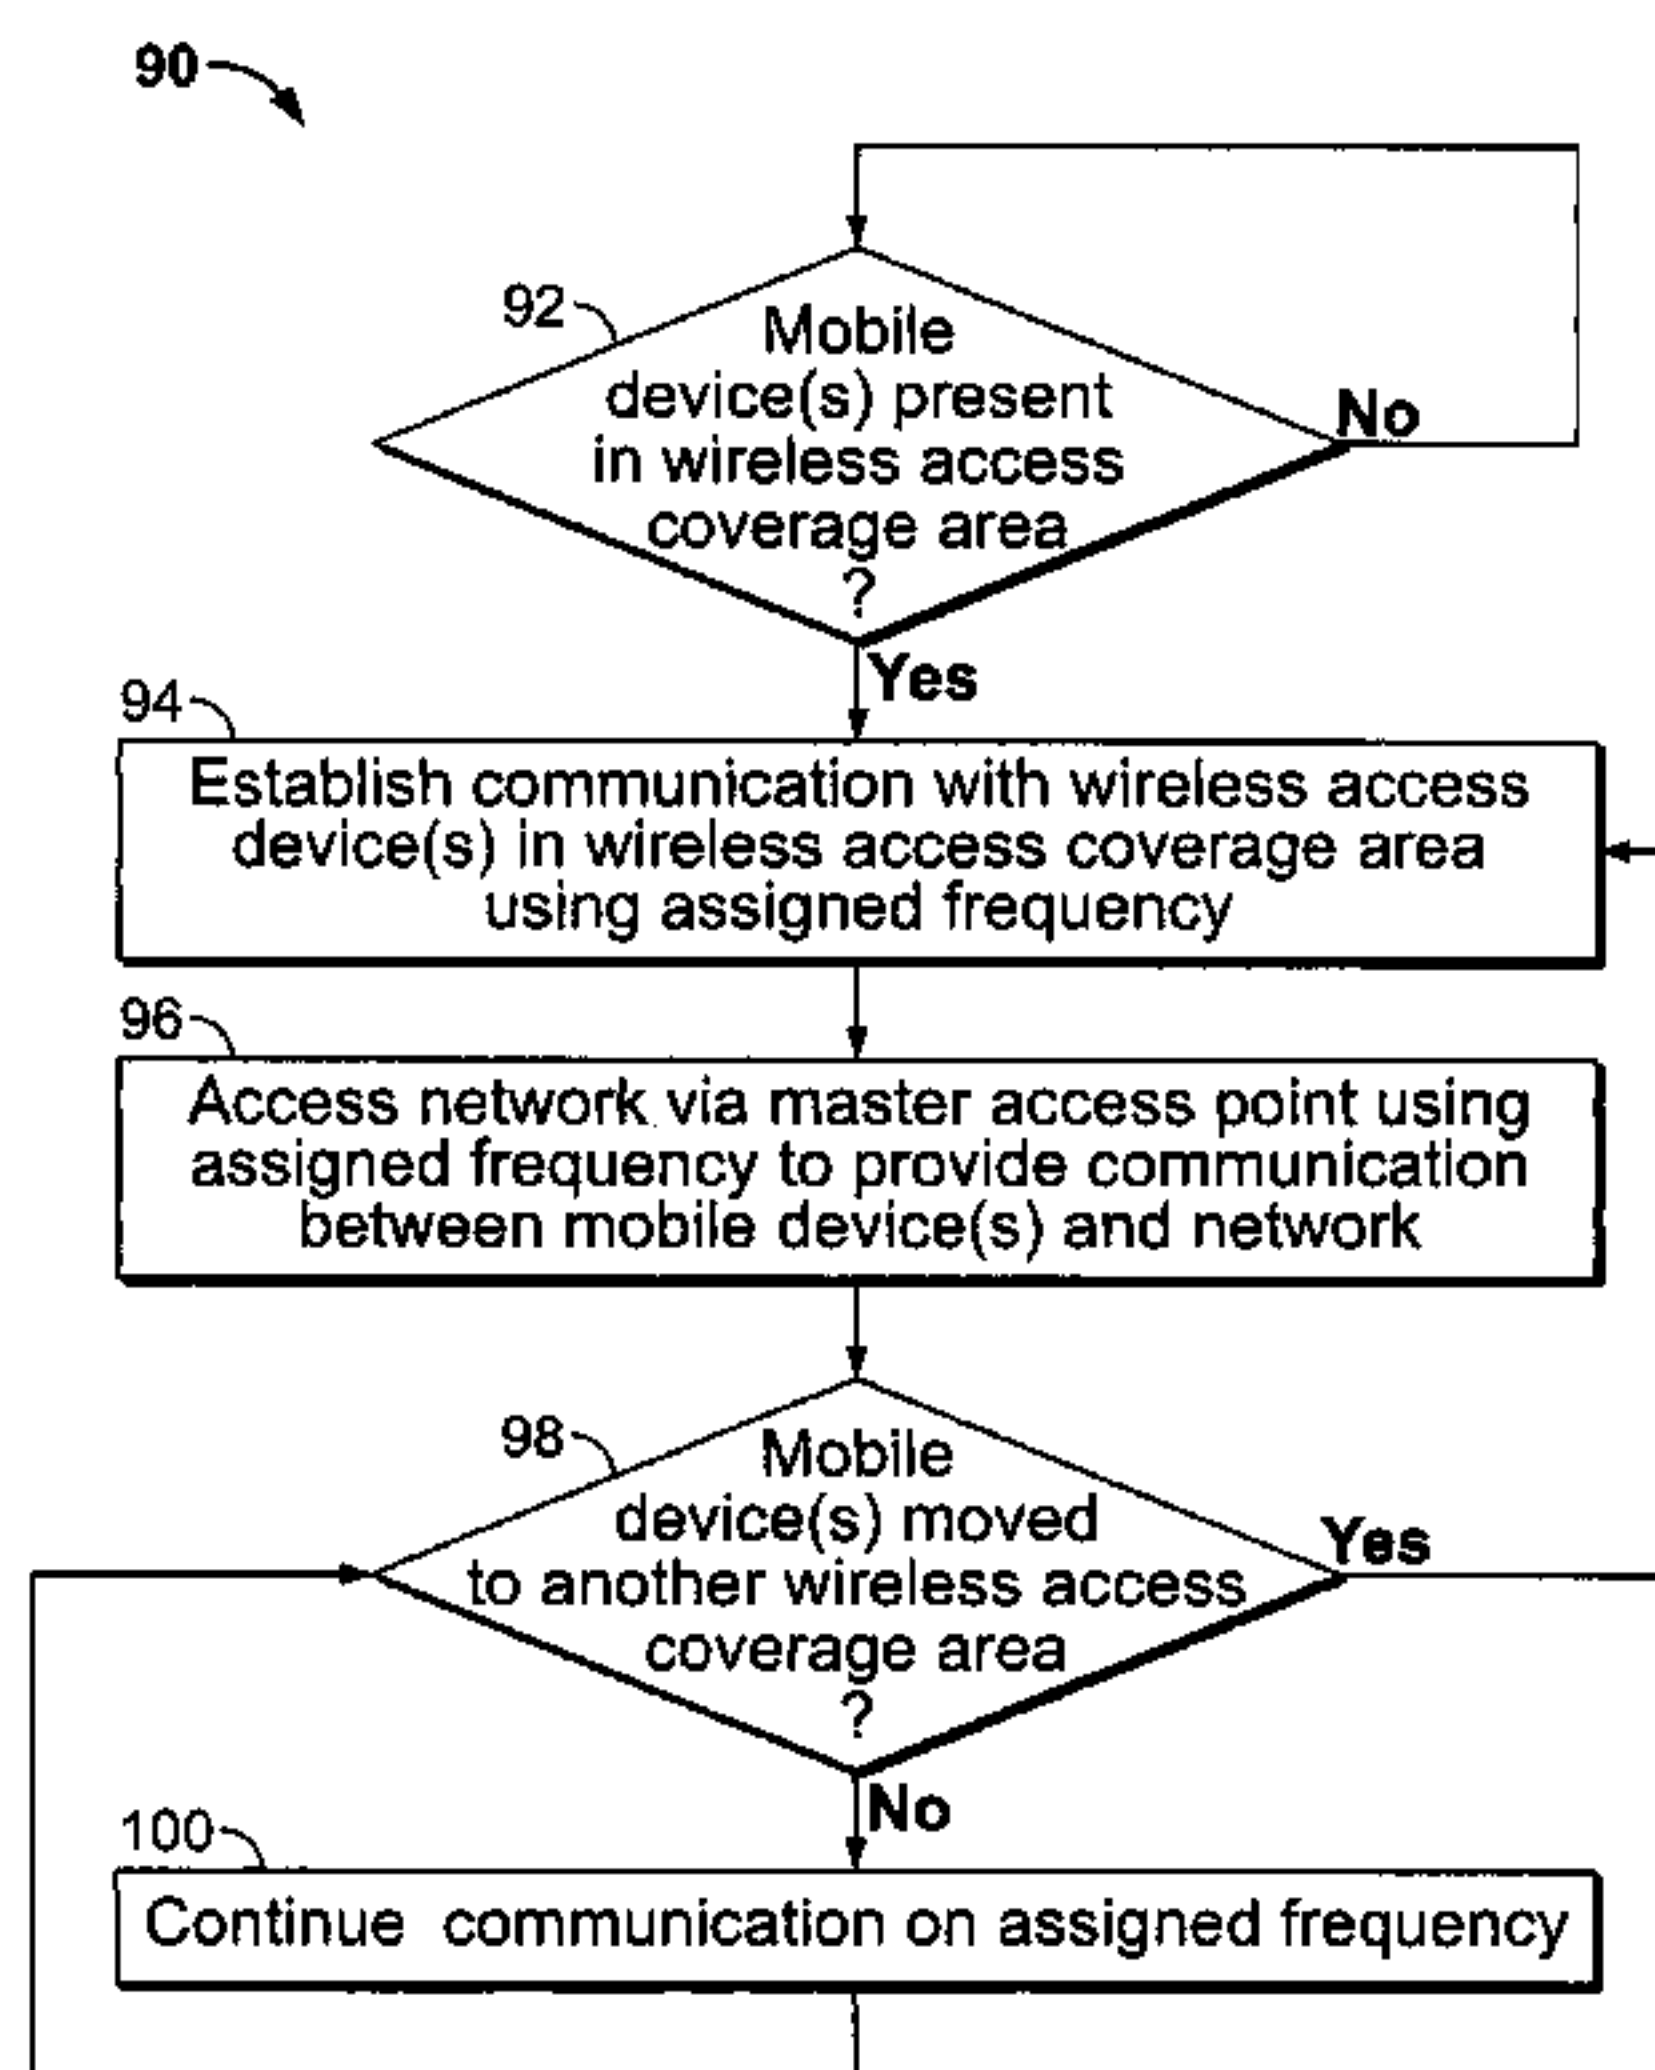 90
92
Mobile
device(s) present
in wireless access
coverage area
?
No
Yes
94
Establish communication with wireless access
device(s) in wireless access coverage area
using assigned frequency
96
Access network via master access point using
assigned frequency to provide communication
between mobile device(s) and network
98
Mobile
device(s) moved
to another wireless access
coverage area
?
Yes
No
100
Continue communication on assigned frequency